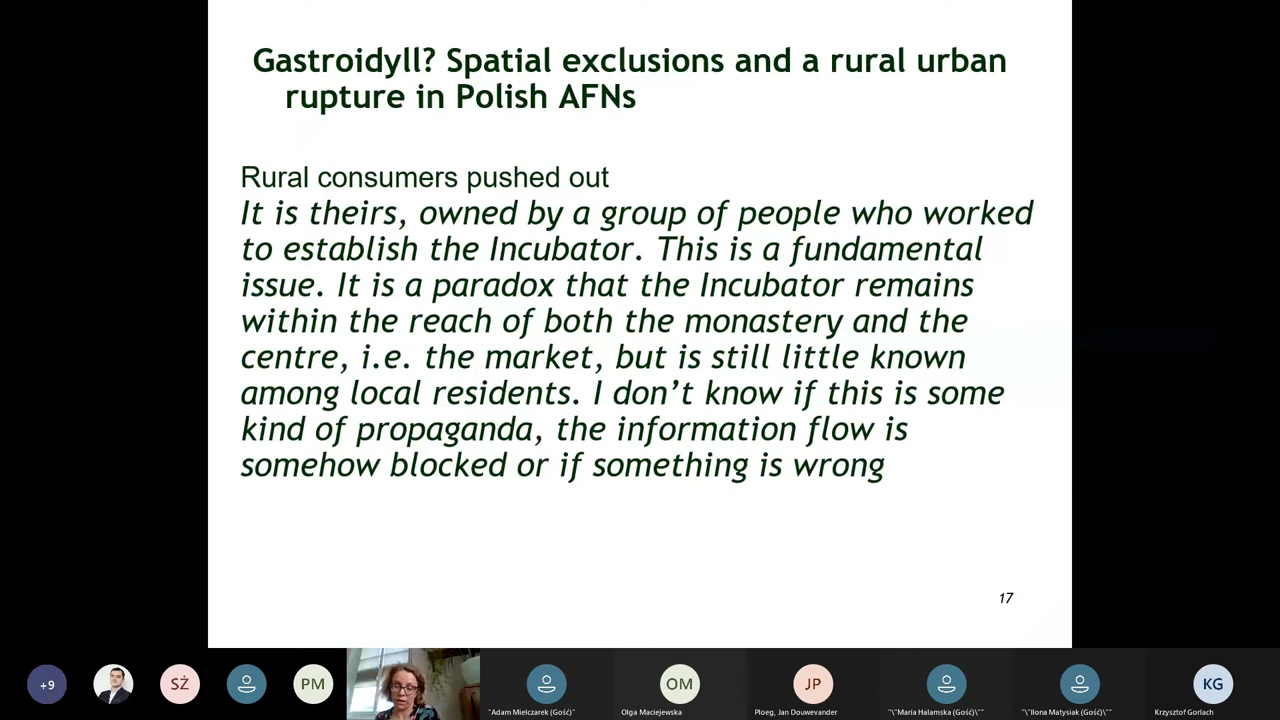 Gastroidyll? Spatial exclusions and a rural urban
rupture in Polish AFNs
Rural consumers pushed out
It is theirs, owned by a group of people who worked
to establish the Incubator. This is a fundamental
issue. It is a paradox that the Incubator remains
within the reach of both the monastery and the
centre, i.e. the market, but is still little known
among local residents. I don’t know if this is some
kind of propaganda, the information flow is
somehow blocked or if something is wrong
17
+9
SŻ
PM
OM
JP
KG
"Adam Mielczarek (Gość)"
Olga Maciejewska
Ploeg, Jan Douwevander
"\"Maria Halamska (Gość)\""
"\"Ilona Matysiak (Gość)\""
Krzysztof Gorlach